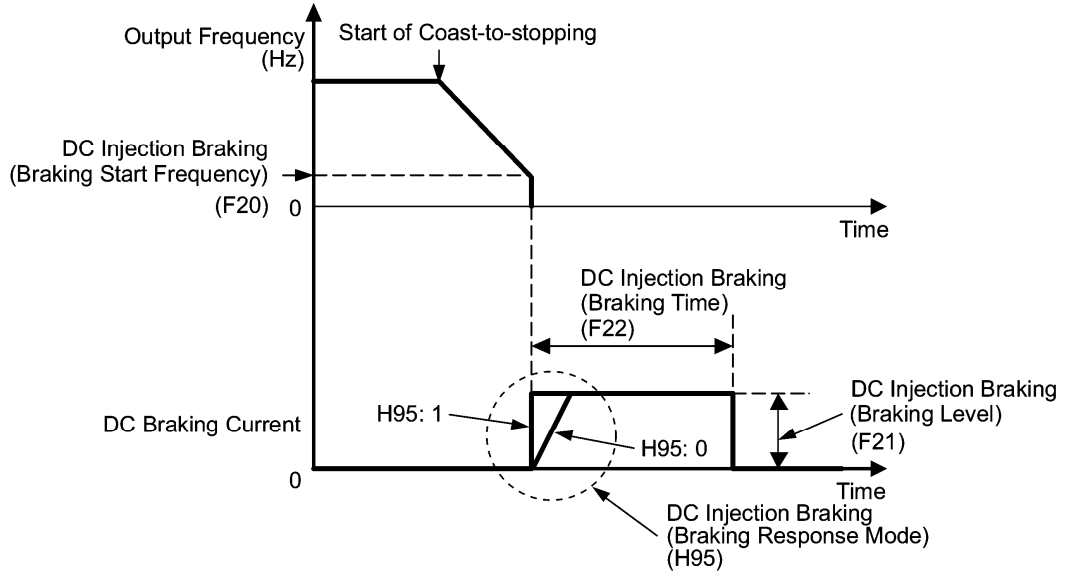 Output Frequency
(Hz)
Start of Coast-to-stopping
DC Injection Braking
(Braking Start Frequency)
(F20)
0
Time
DC Injection Braking
(Braking Time)
(F22)
DC Braking Current
H95: 1
H95: 0
DC Injection Braking
(Braking Level)
(F21)
0
Time
DC Injection Braking
(Braking Response Mode)
(H95)